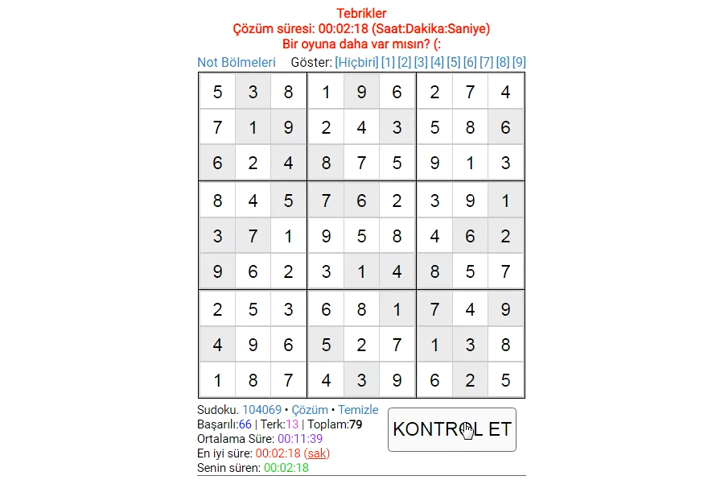 Tebrikler
Çözüm süresi: 00:02:18 (Saat:Dakika:Saniye)
Bir oyuna daha var mısın? (:
Not Bölmeleri Göster: [Hiçbiri] [1] [2] [3] [4] [5] [6] [7] [8] [9]
5 3 8 1 9 6 2 7 4
7 1 9 2 4 3 5 8 6
6 2 4 8 7 5 9 1 3
8 4 5 7 6 2 3 9 1
3 7 1 9 5 8 4 6 2
9 6 2 3 1 4 8 5 7
2 5 3 6 8 1 7 4 9
4 9 6 5 2 7 1 3 8
1 8 7 4 3 9 6 2 5
Sudoku. 104069 • Çözüm • Temizle
Başarılı:66 | Terk:13 | Toplam:79
Ortalama Süre: 00:11:39
En iyi süre: 00:02:18 (sak)
Senin süren: 00:02:18
KONTROL ET